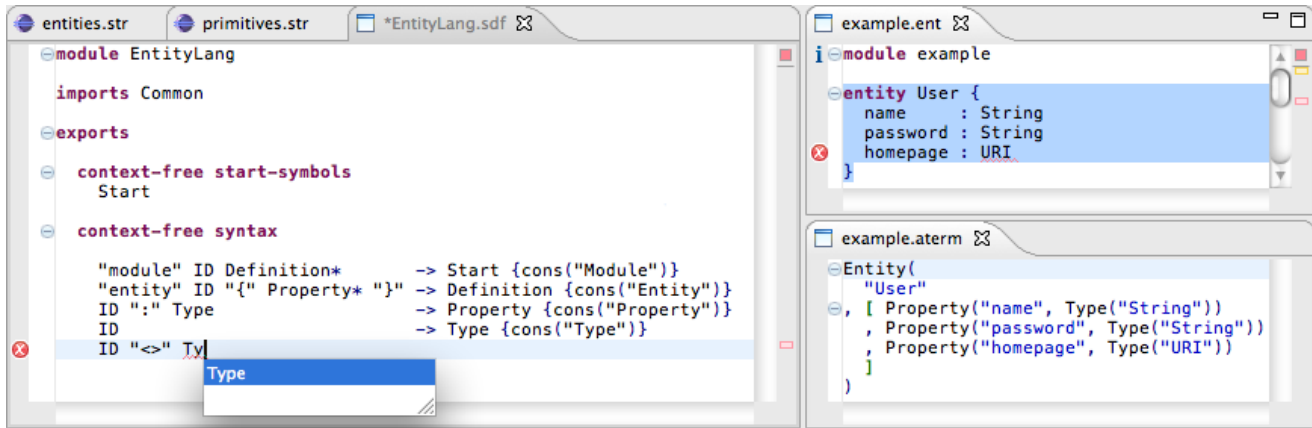 entities.str
primitives.str
*EntityLang.sdf
module EntityLang
imports Common
exports
context-free start-symbols
Start
context-free syntax
"module" ID Definition* -> Start {cons("Module")}
"entity" ID "{" Property* "}" -> Definition {cons("Entity")}
ID ":" Type -> Property {cons("Property")}
ID -> Type {cons("Type")}
ID "<>" Ty
Type
example.ent
module example
entity User {
name : String
password : String
homepage : URI
}
example.aterm
Entity(
"User"
, [ Property("name", Type("String"))
, Property("password", Type("String"))
, Property("homepage", Type("URI"))
]
)